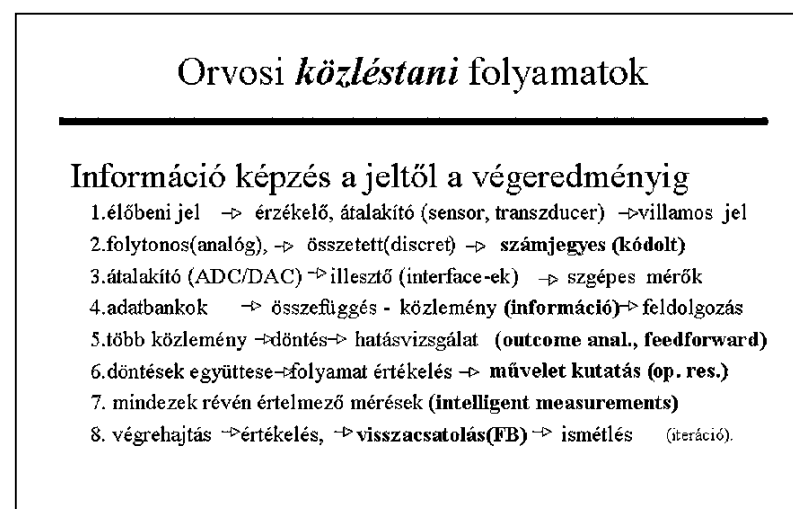 Orvosi közléstani folyamatok
Információ képzés a jeltől a végeredményig
1.élőbeni jel -> érzékelő, átalakító (sensor, transzducer) ->villamos jel
2.folytonos(analóg), -> összetett(discret) -> számjegyes (kódolt)
3.átalakító (ADC/DAC) ->illesztő (interface-ek) -> szgépes mérők
4.adatbankok -> összefüggés - közlemény (információ)-> feldolgozás
5.több közlemény ->döntés-> hatásvizsgálat (outcome anal., feedforward)
6.döntések együttese->folyamat értékelés -> művelet kutatás (op. res.)
7. mindezek révén értelmező mérések (intelligent measurements)
8. végrehajtás ->értékelés, ->visszacsatolás(FB)-> ismétlés (iteráció).